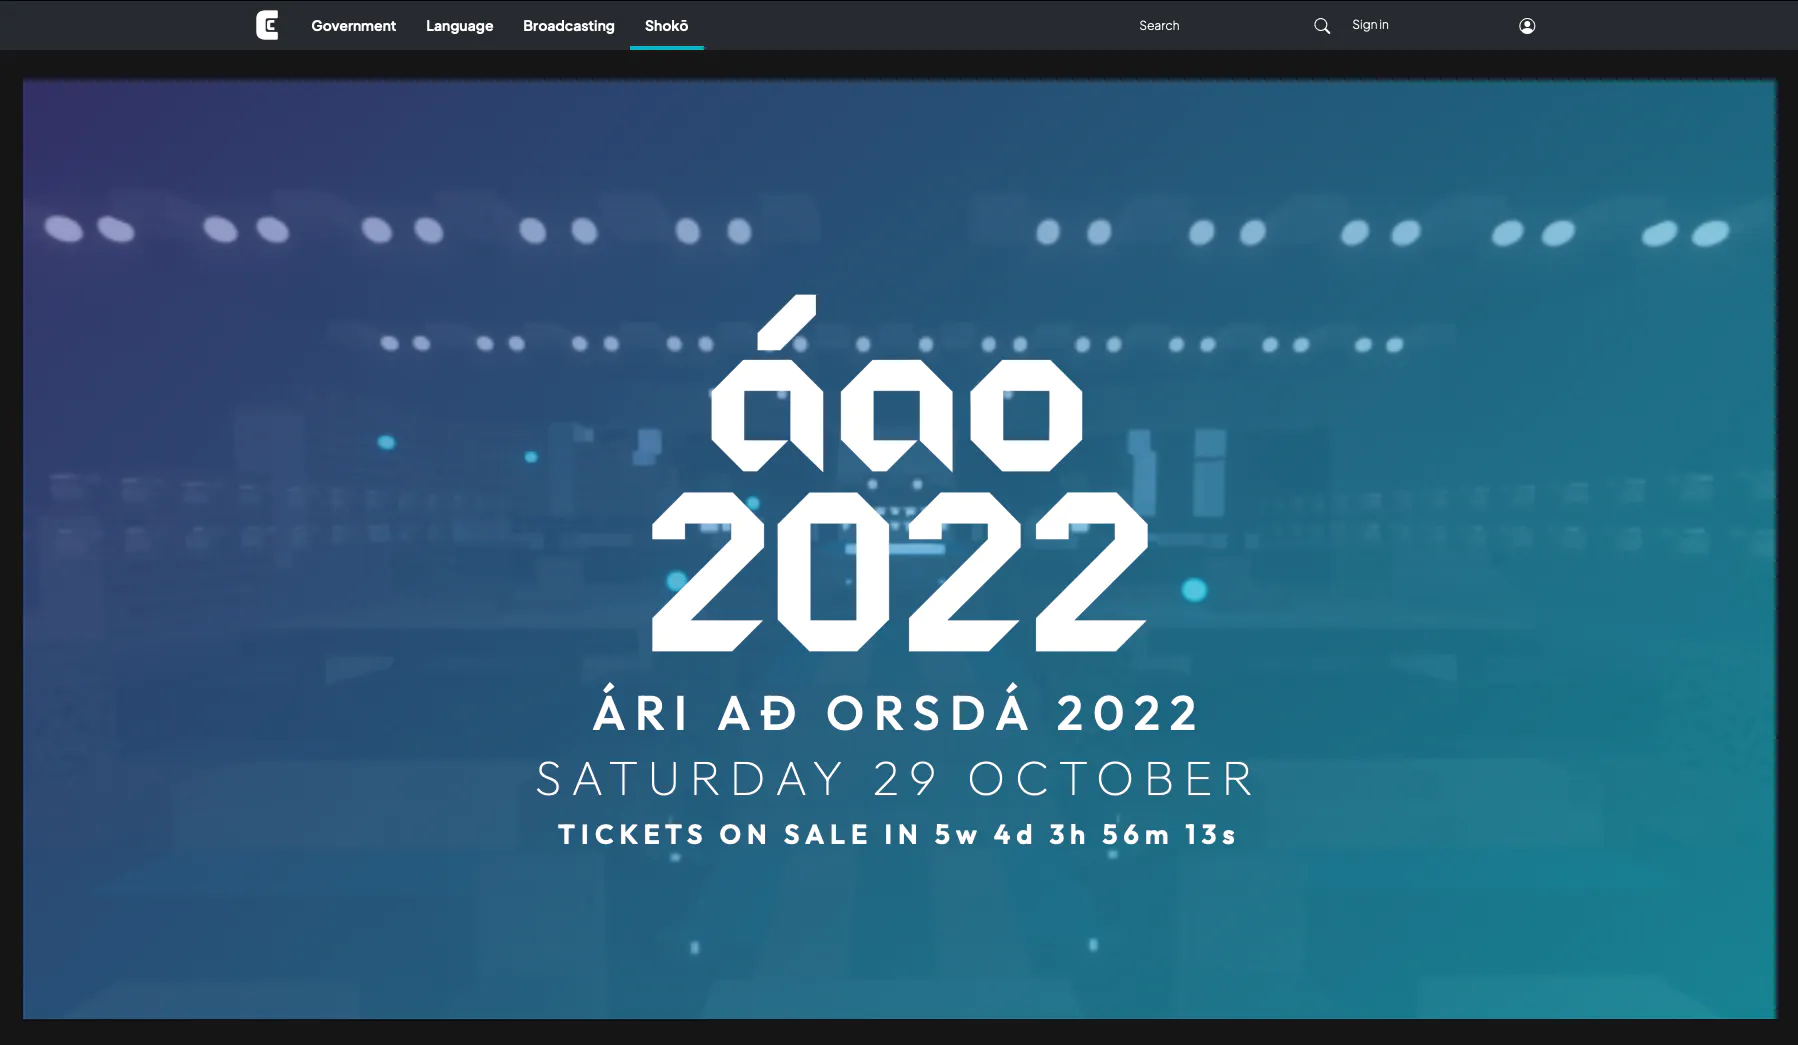 Government Language Broadcasting Shokō Search Sign in
áao
2022
ÁRI AÐ ORSDÁ 2022
SATURDAY 29 OCTOBER
TICKETS ON SALE IN 5w 4d 3h 56m 13s